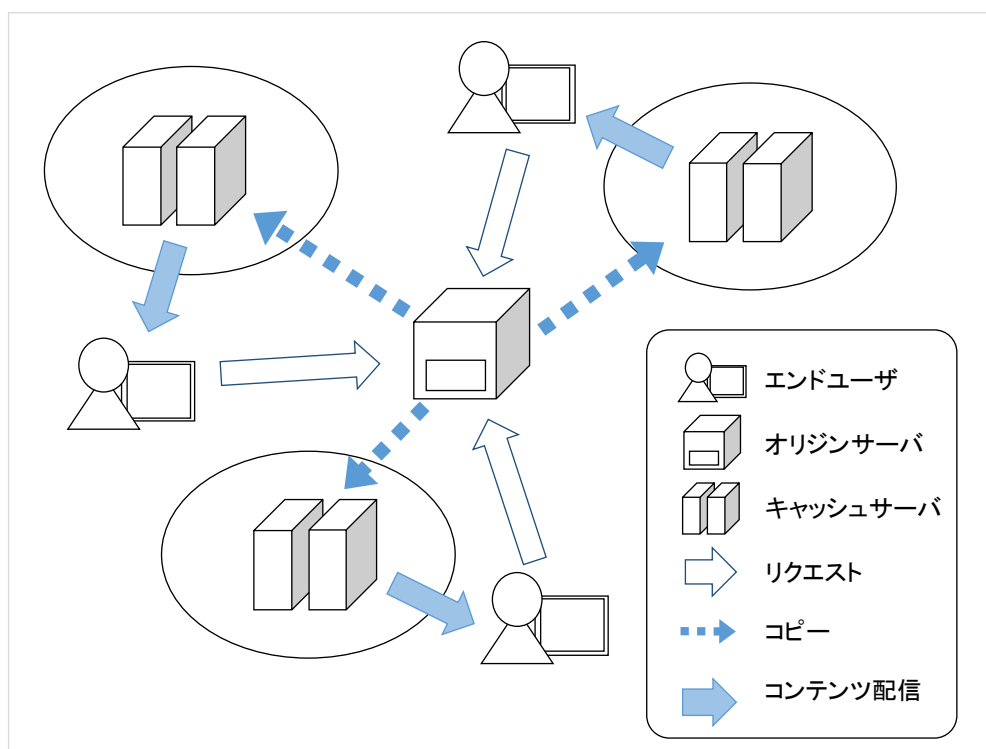 エンドユーザ
オリジンサーバ
キャッシュサーバ
リクエスト
コピー
コンテンツ配信